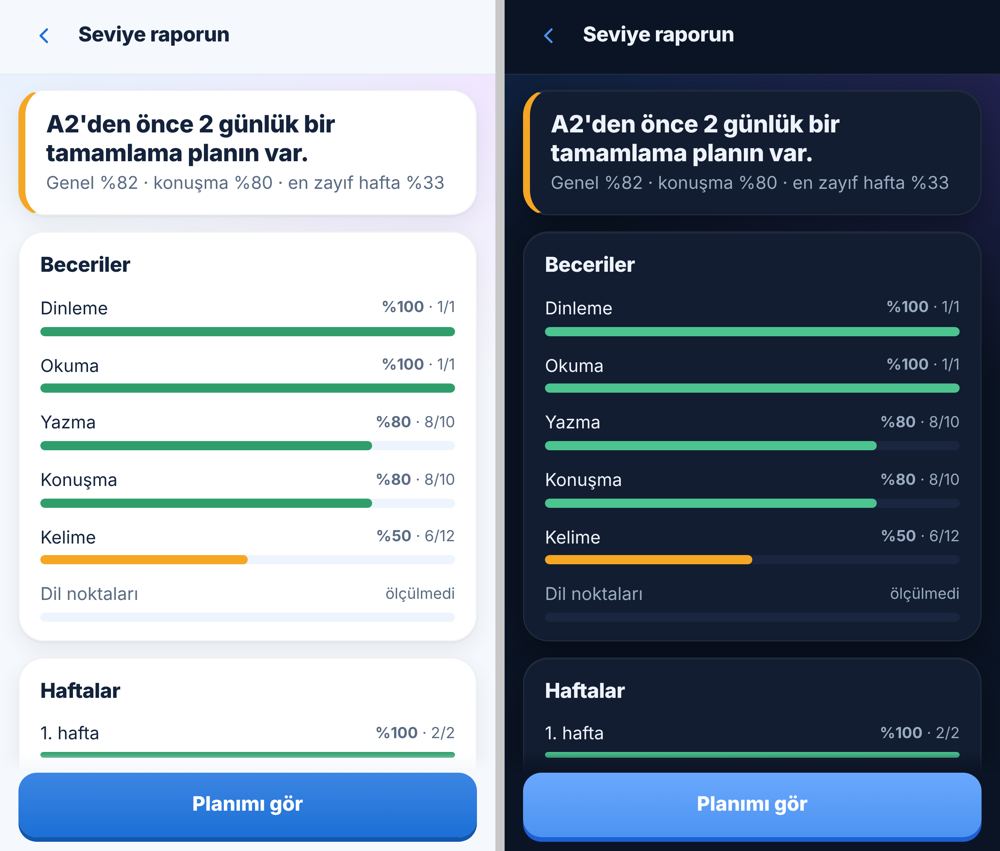 Seviye raporun
A2'den önce 2 günlük bir
tamamlama planın var.
Genel %82 · konuşma %80 · en zayıf hafta %33
Beceriler
Dinleme %100 · 1/1
Okuma %100 · 1/1
Yazma %80 · 8/10
Konuşma %80 · 8/10
Kelime %50 · 6/12
Dil noktaları ölçülmedi
Haftalar
1. hafta %100 · 2/2
Planımı gör
Seviye raporun
A2'den önce 2 günlük bir
tamamlama planın var.
Genel %82 · konuşma %80 · en zayıf hafta %33
Beceriler
Dinleme %100 · 1/1
Okuma %100 · 1/1
Yazma %80 · 8/10
Konuşma %80 · 8/10
Kelime %50 · 6/12
Dil noktaları ölçülmedi
Haftalar
1. hafta %100 · 2/2
Planımı gör